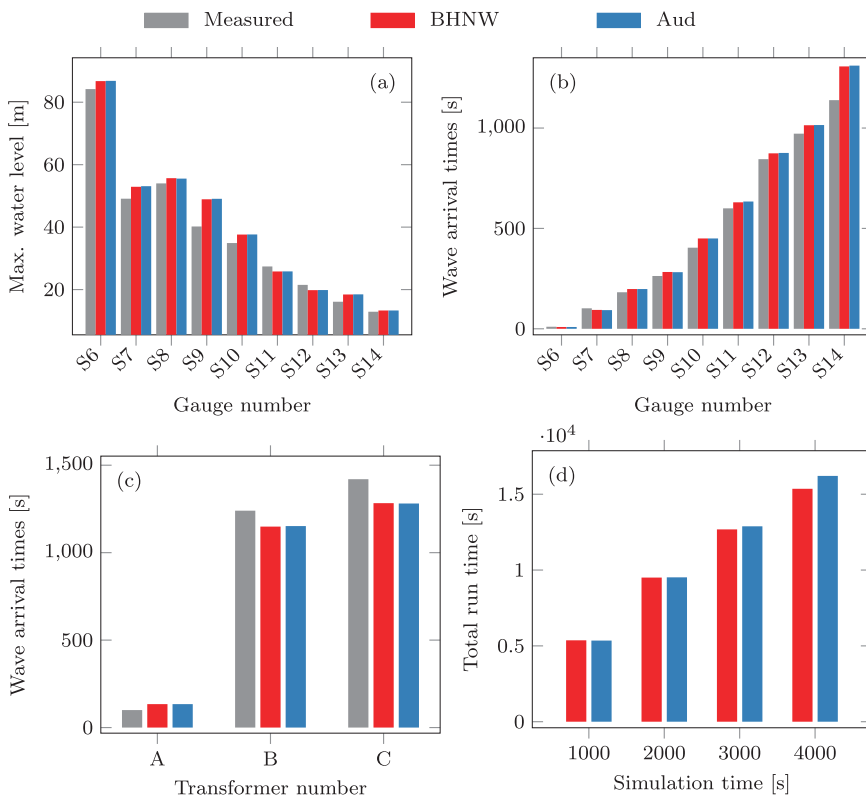 Measured BHNW Aud
(a)
Max. water level [m]
80
60
40
20
S6 S7 S8 S9 S10 S11 S12 S13 S14
Gauge number
(b)
Wave arrival times [s]
1,000
500
0
S6 S7 S8 S9 S10 S11 S12 S13 S14
Gauge number
(c)
Wave arrival times [s]
1,500
1,000
500
0
A B C
Transformer number
·10⁴
(d)
Total run time [s]
1.5
1
0.5
0
1000 2000 3000 4000
Simulation time [s]